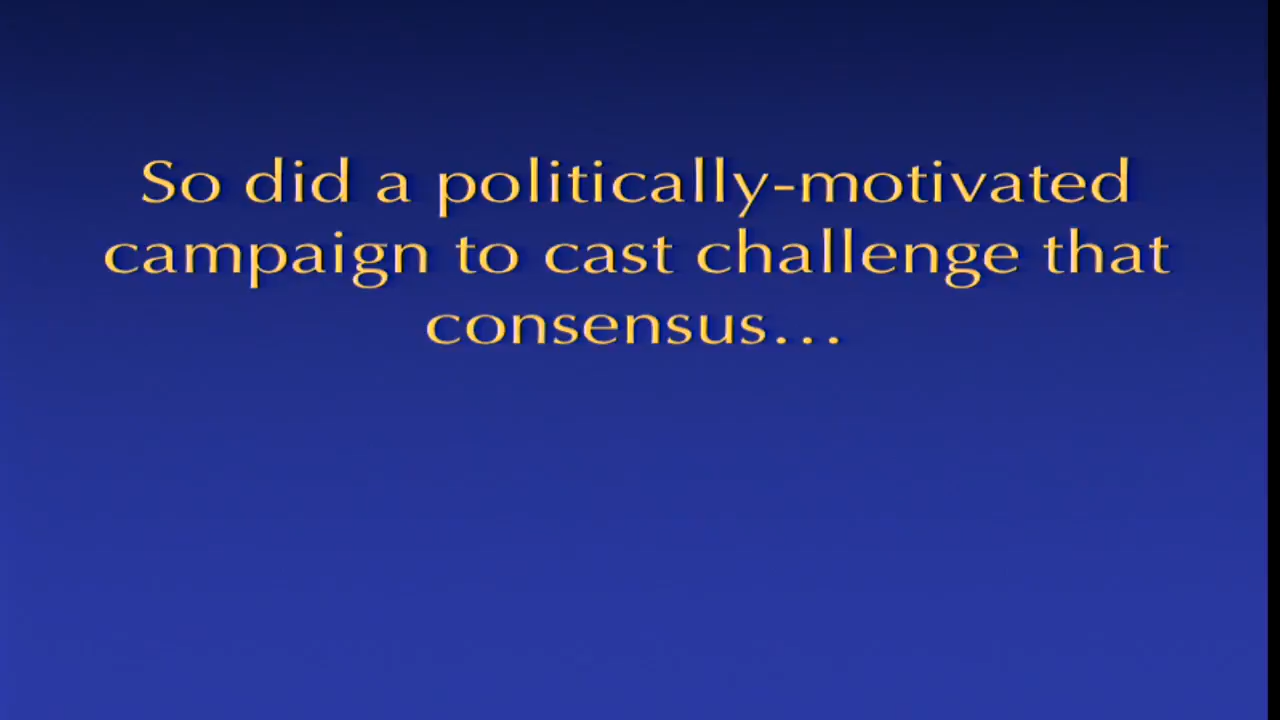 So did a politically-motivated
campaign to cast challenge that
consensus…